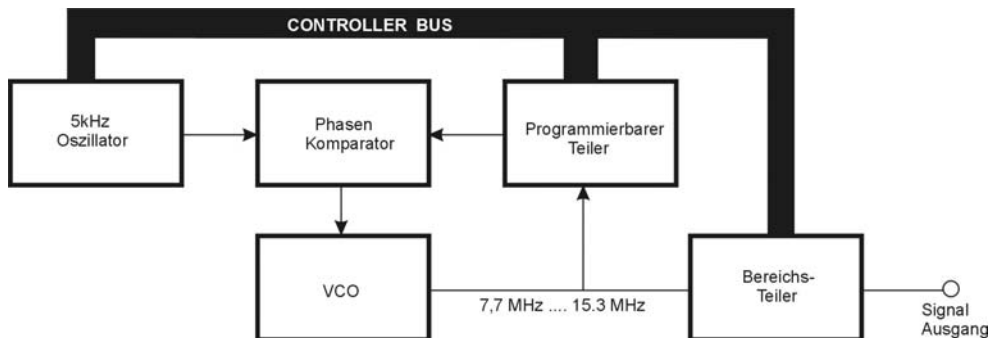 CONTROLLER BUS
5kHz
Oszillator
Phasen
Komparator
Programmierbarer
Teiler
VCO
7,7 MHz .... 15.3 MHz
Bereichs-
Teiler
Signal
Ausgang